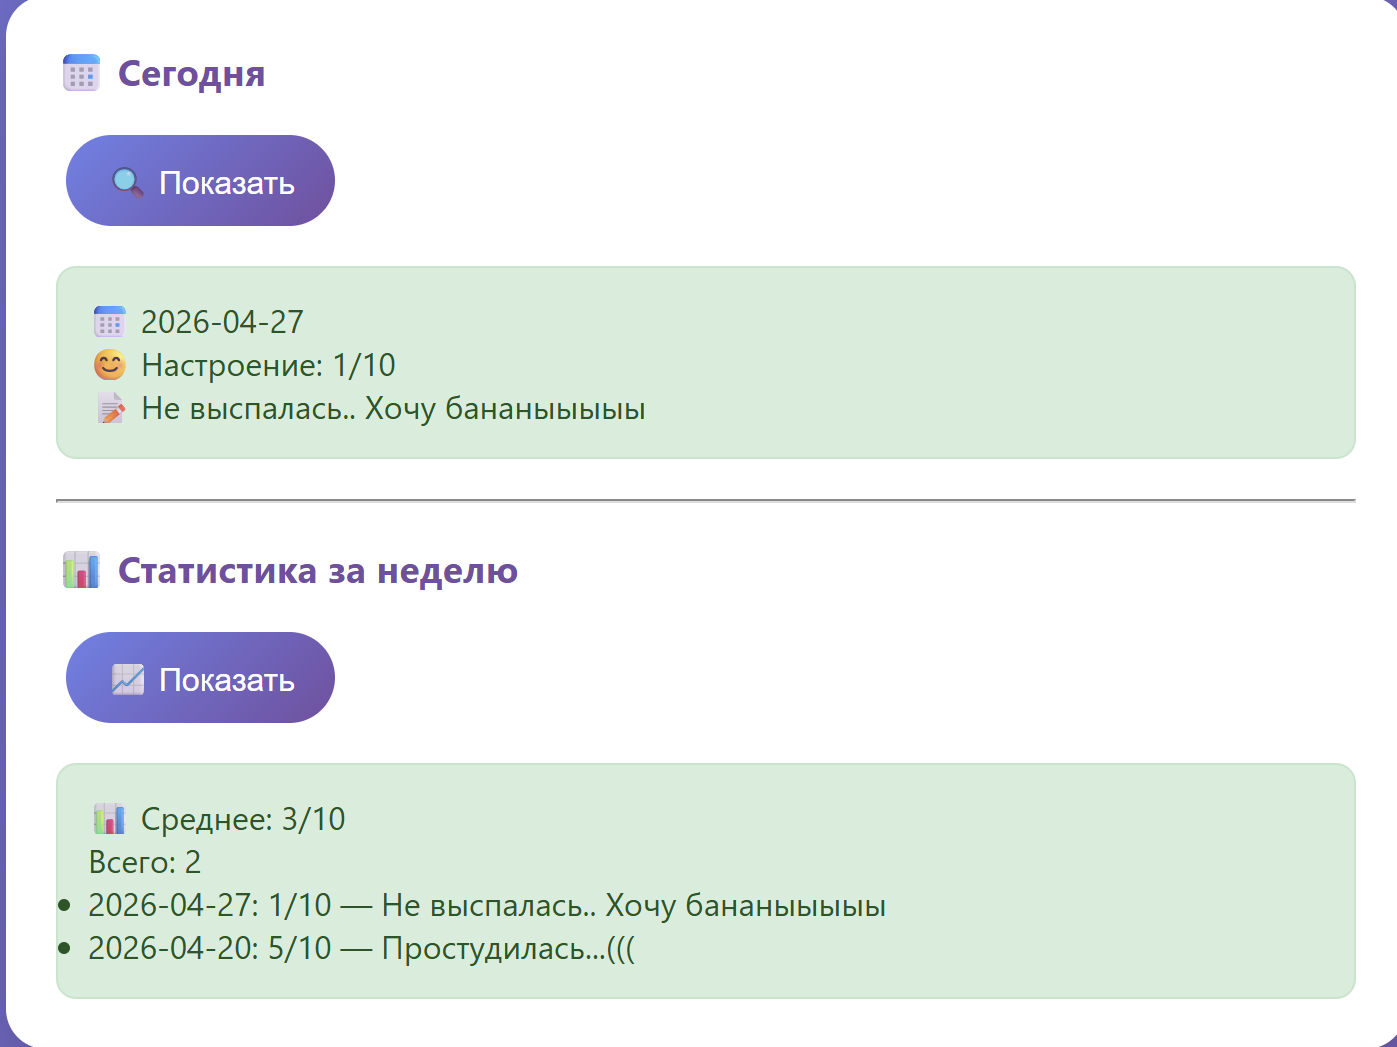 Сегодня
Показать
2026-04-27
Настроение: 1/10
Не выспалась.. Хочу бананыыыыы
Статистика за неделю
Показать
Среднее: 3/10
Всего: 2
2026-04-27: 1/10 — Не выспалась.. Хочу бананыыыыы
2026-04-20: 5/10 — Простудилась...(((